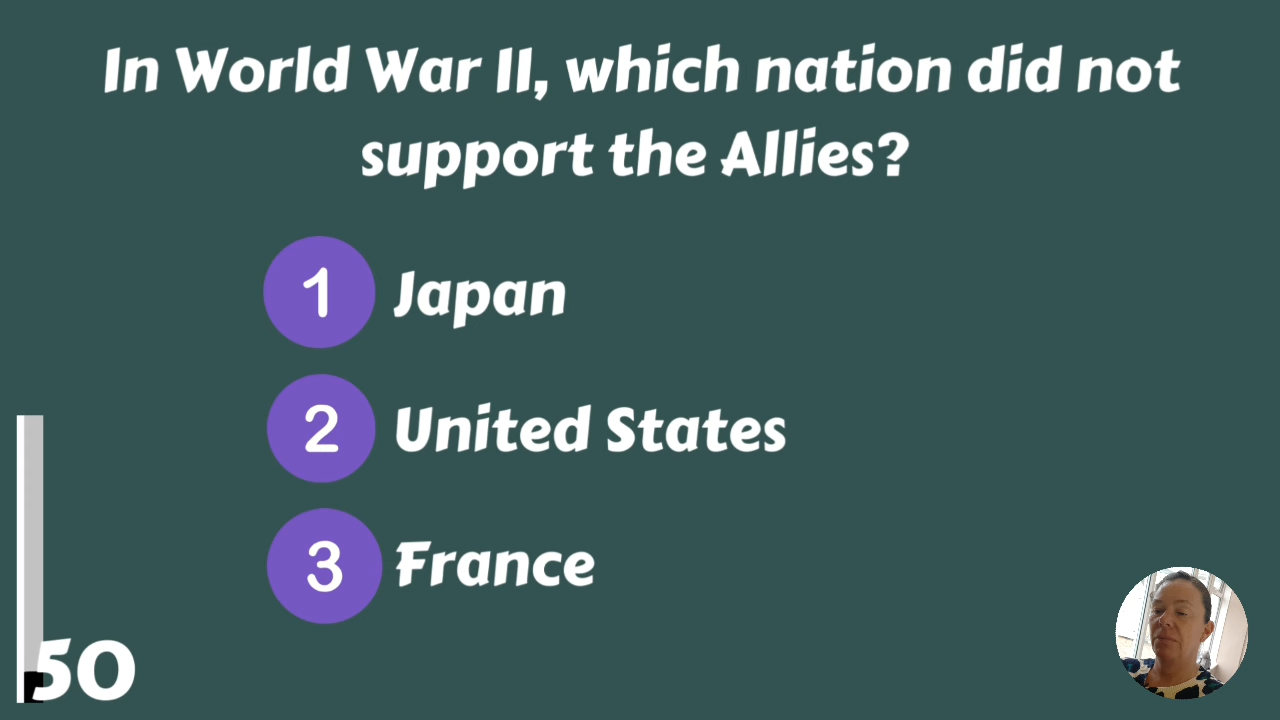 In World War II, which nation did not
support the Allies?
1 Japan
2 United States
3 France
50